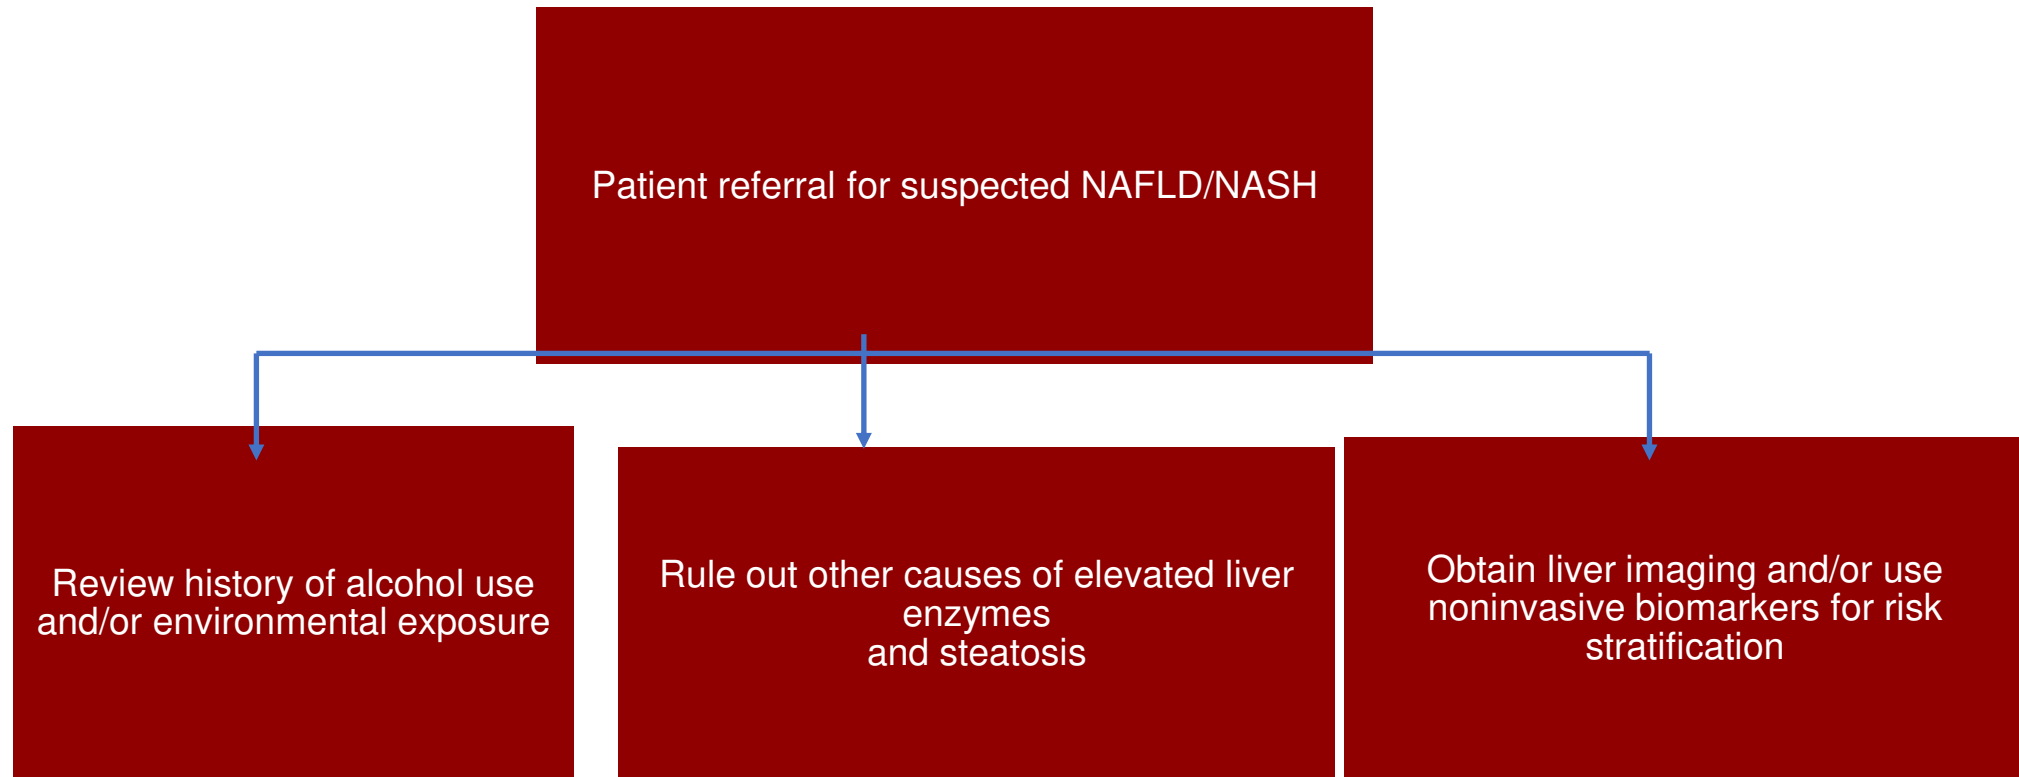 Patient referral for suspected NAFLD/NASH
Review history of alcohol use
and/or environmental exposure
Rule out other causes of elevated liver
enzymes
and steatosis
Obtain liver imaging and/or use
noninvasive biomarkers for risk
stratification